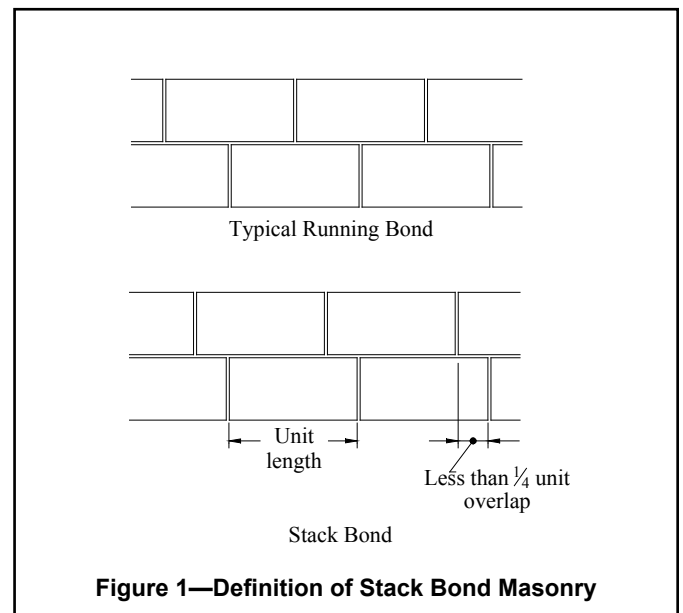 Typical Running Bond
Unit
length
Less than ¼ unit
overlap
Stack Bond
Figure 1—Definition of Stack Bond Masonry